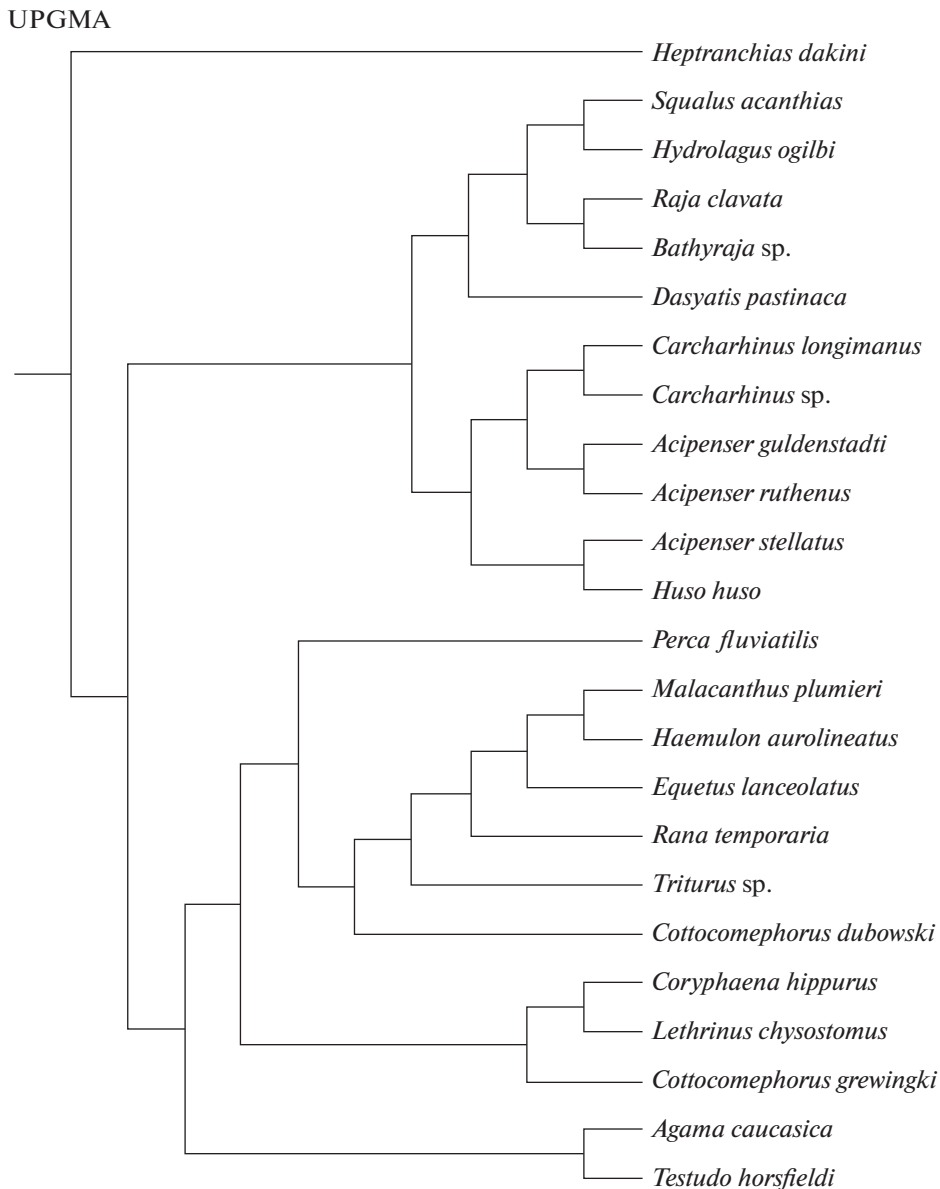 UPGMA
Heptranchias dakini
Squalus acanthias
Hydrolagus ogilbi
Raja clavata
Bathyraja sp.
Dasyatis pastinaca
Carcharhinus longimanus
Carcharhinus sp.
Acipenser guldenstadti
Acipenser ruthenus
Acipenser stellatus
Huso huso
Perca fluviatilis
Malacanthus plumieri
Haemulon aurolineatus
Equetus lanceolatus
Rana temporaria
Triturus sp.
Cottocomephorus dubowski
Coryphaena hippurus
Lethrinus chysostomus
Cottocomephorus grewingki
Agama caucasica
Testudo horsfieldi